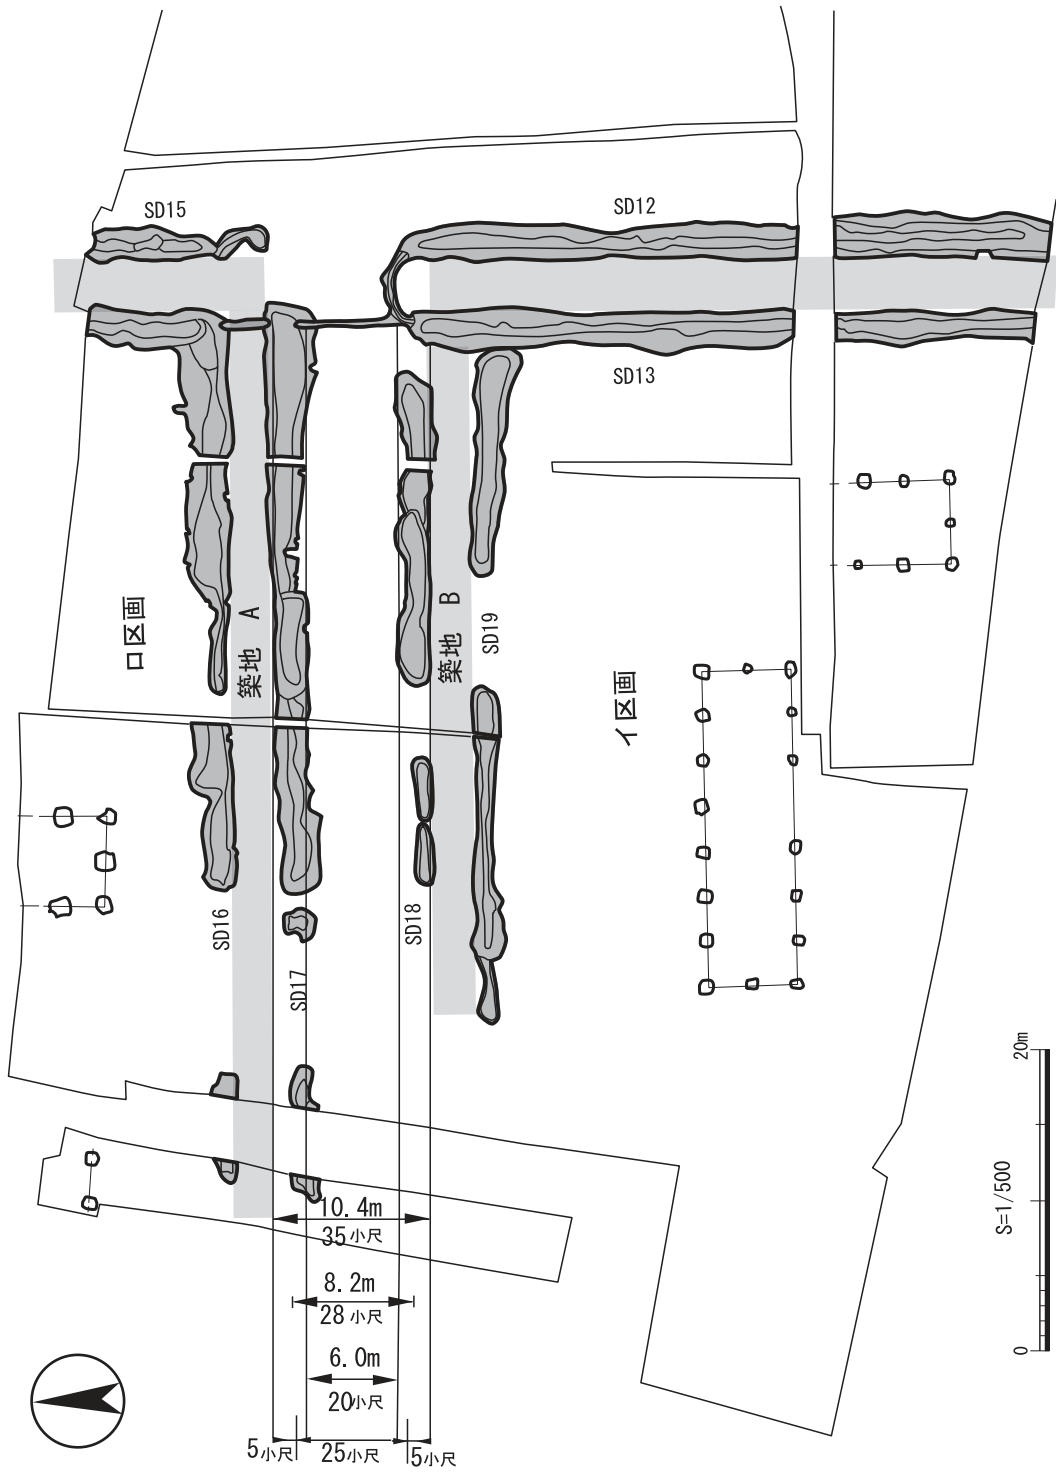 SD15
SD12
SD13
ロ区画
築地 A
築地 B
SD19
イ区画
SD16
SD18
SD17
20m
S=1/500
0
10.4m
35小尺
8.2m
28小尺
6.0m
20小尺
5小尺 25小尺 5小尺